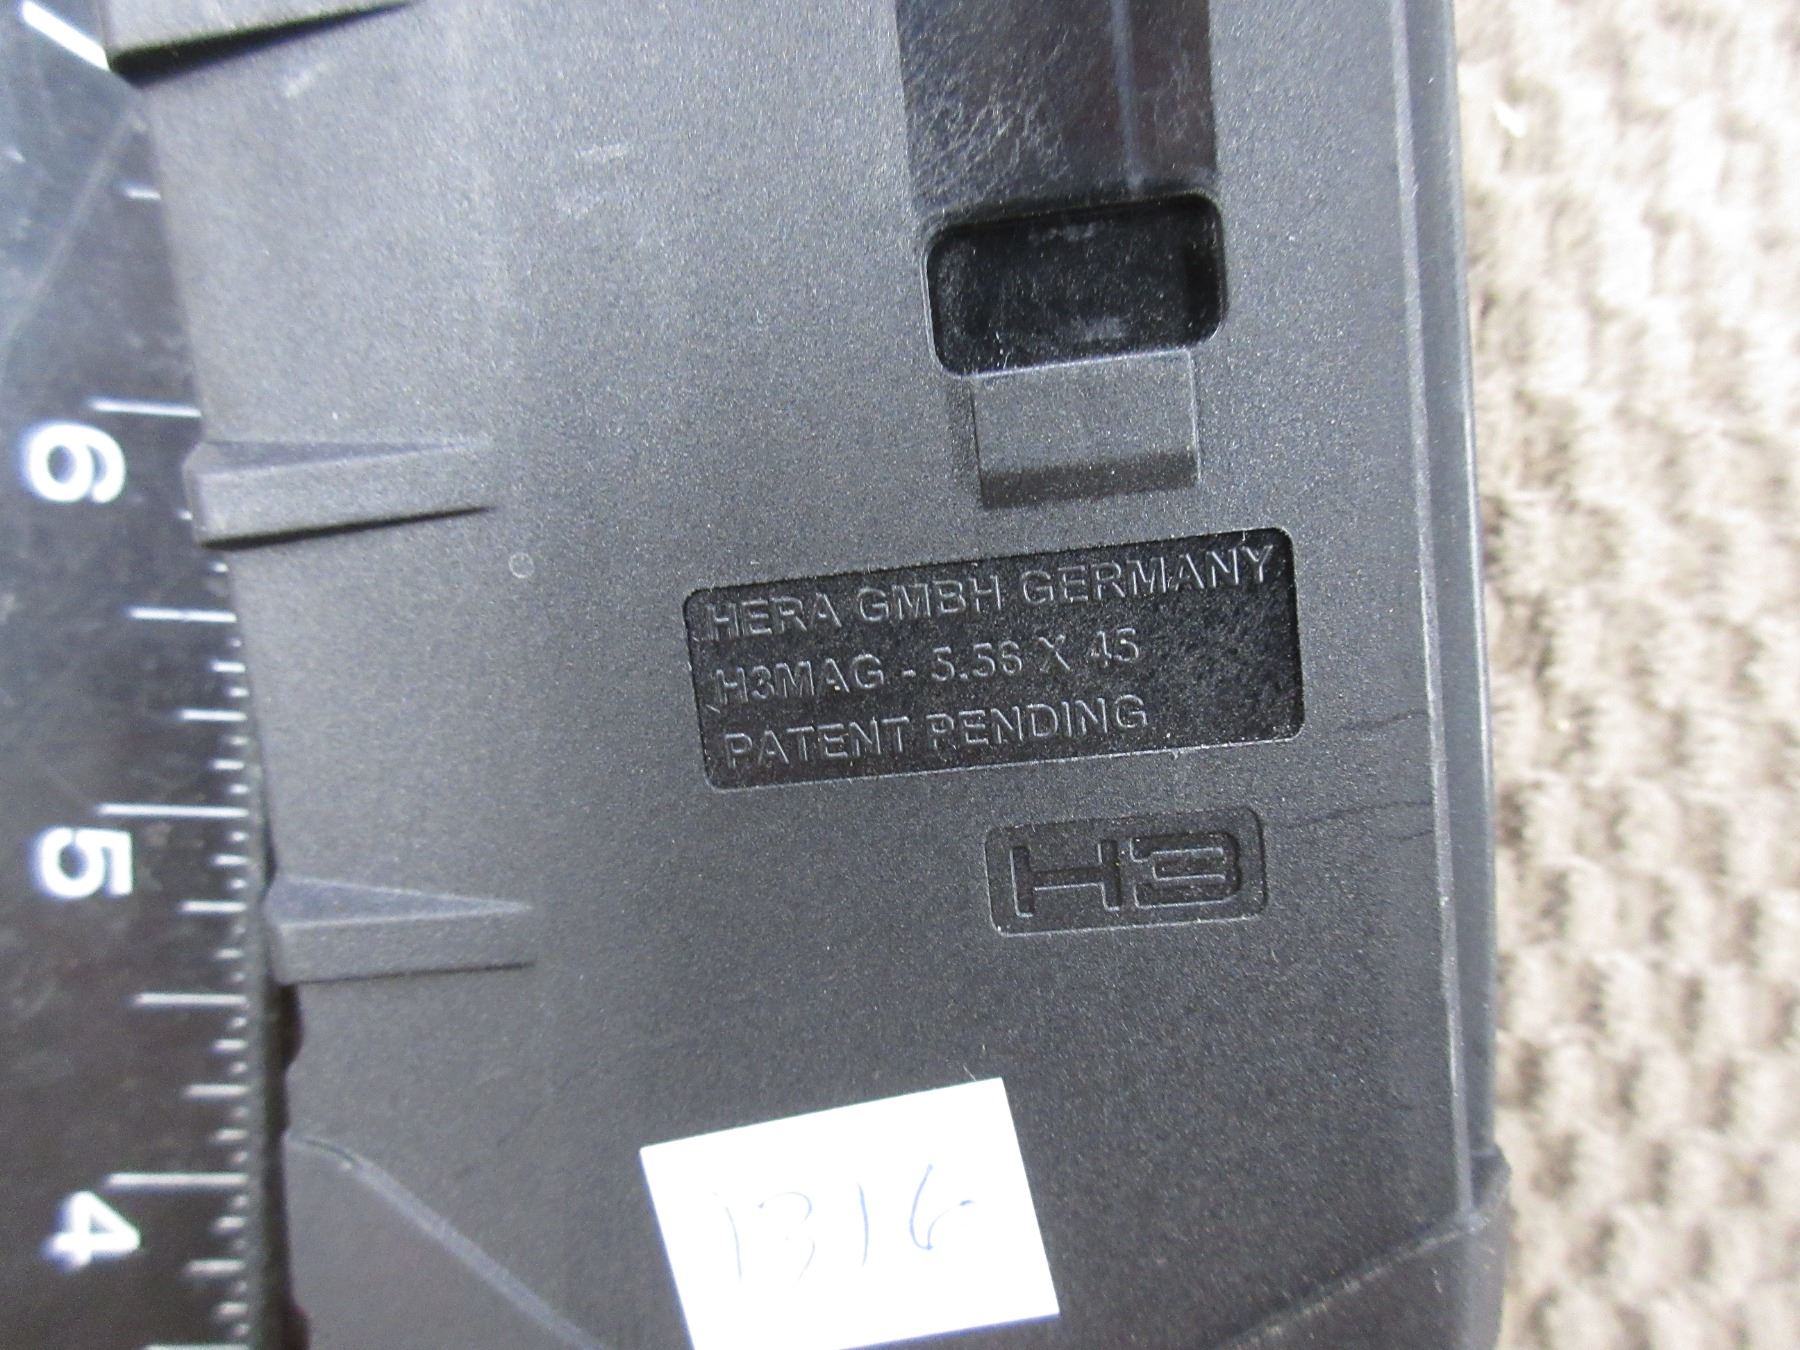 6
5
4
HERA GMBH GERMANY
H3MAG - 5.56 X 45
PATENT PENDING
H3
1316